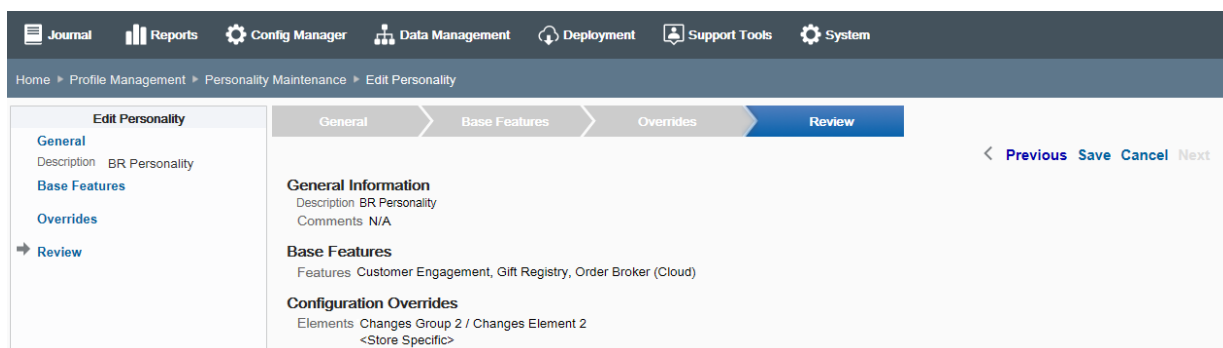 Journal Reports Config Manager Data Management Deployment Support Tools System
Home Profile Management Personality Maintenance Edit Personality
Edit Personality
General
Description BR Personality
Base Features
Overrides
Review
General Base Features Overrides Review
Previous Save Cancel Next
General Information
Description BR Personality
Comments N/A
Base Features
Features Customer Engagement, Gift Registry, Order Broker (Cloud)
Configuration Overrides
Elements Changes Group 2 / Changes Element 2
<Store Specific>